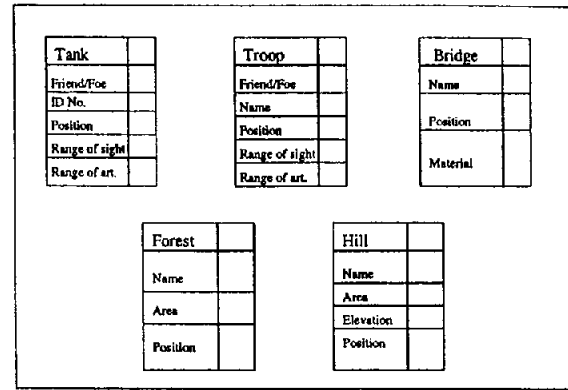 Tank
Friend/Foe
ID No.
Position
Range of sight
Range of art.
Troop
Friend/Foe
Name
Position
Range of sight
Range of art.
Bridge
Name
Position
Material
Forest
Name
Area
Position
Hill
Name
Area
Elevation
Position